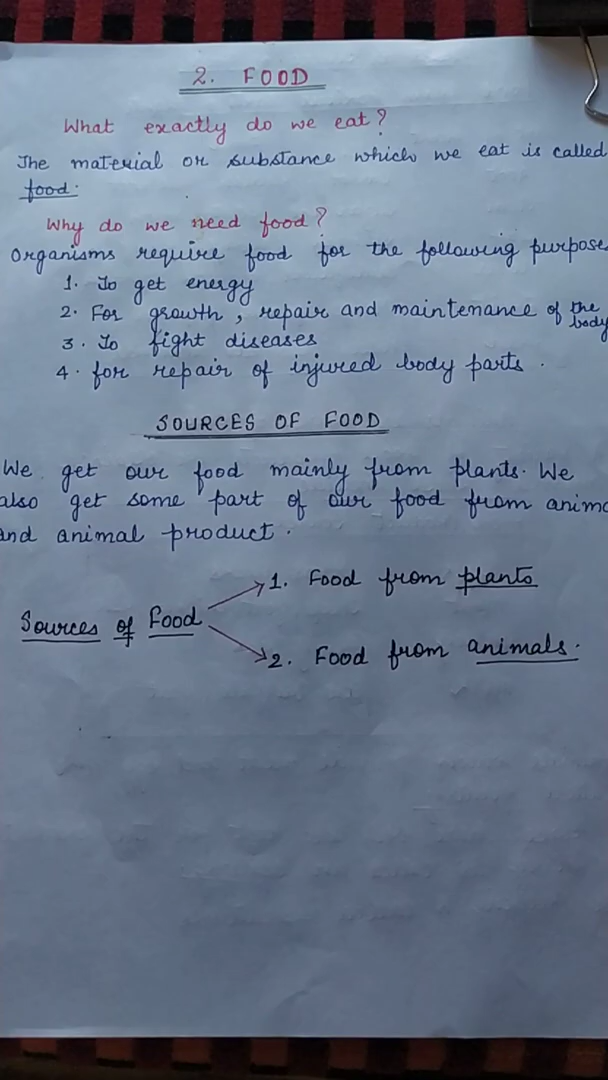 2. FOOD
What exactly do we eat?
The material or substance which we eat is called
food.
Why do we need food?
Organisms require food for the following purpose
1. To get energy
2. For growth, repair and maintenance of the body
3. To fight diseases
4. for repair of injured body parts.
SOURCES OF FOOD
We get our food mainly from plants. We
also get some part of our food from anima
and animal product.
Sources of Food
1. Food from plants
2. Food from animals.